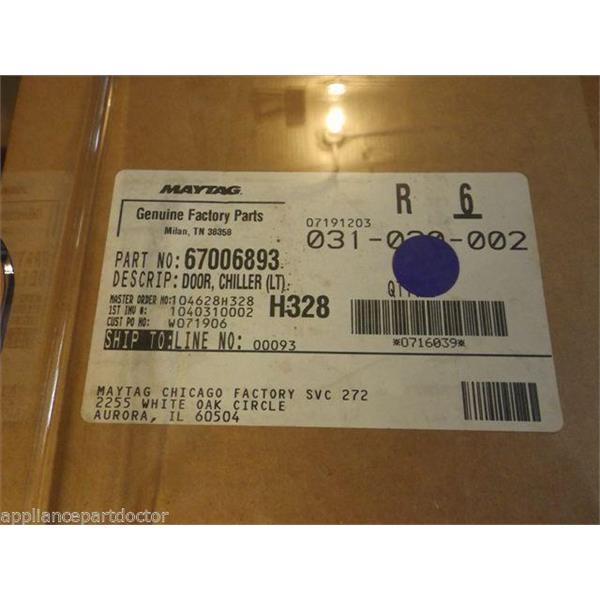 MAYTAG
Genuine Factory Parts
Milan, TN 38358
R 6
07191203
031-0 -002
PART NO: 67006893
DESCRIP: DOOR, CHILLER (LT).
MASTER ORDER NO: 104628H328
H328
1ST INV #: 1040310002
CUST PO NO: W071906
*0716039*
SHIP TO: LINE NO: 00093
MAYTAG CHICAGO FACTORY SVC 272
2255 WHITE OAK CIRCLE
AURORA, IL 60504
appliancepartdoctor